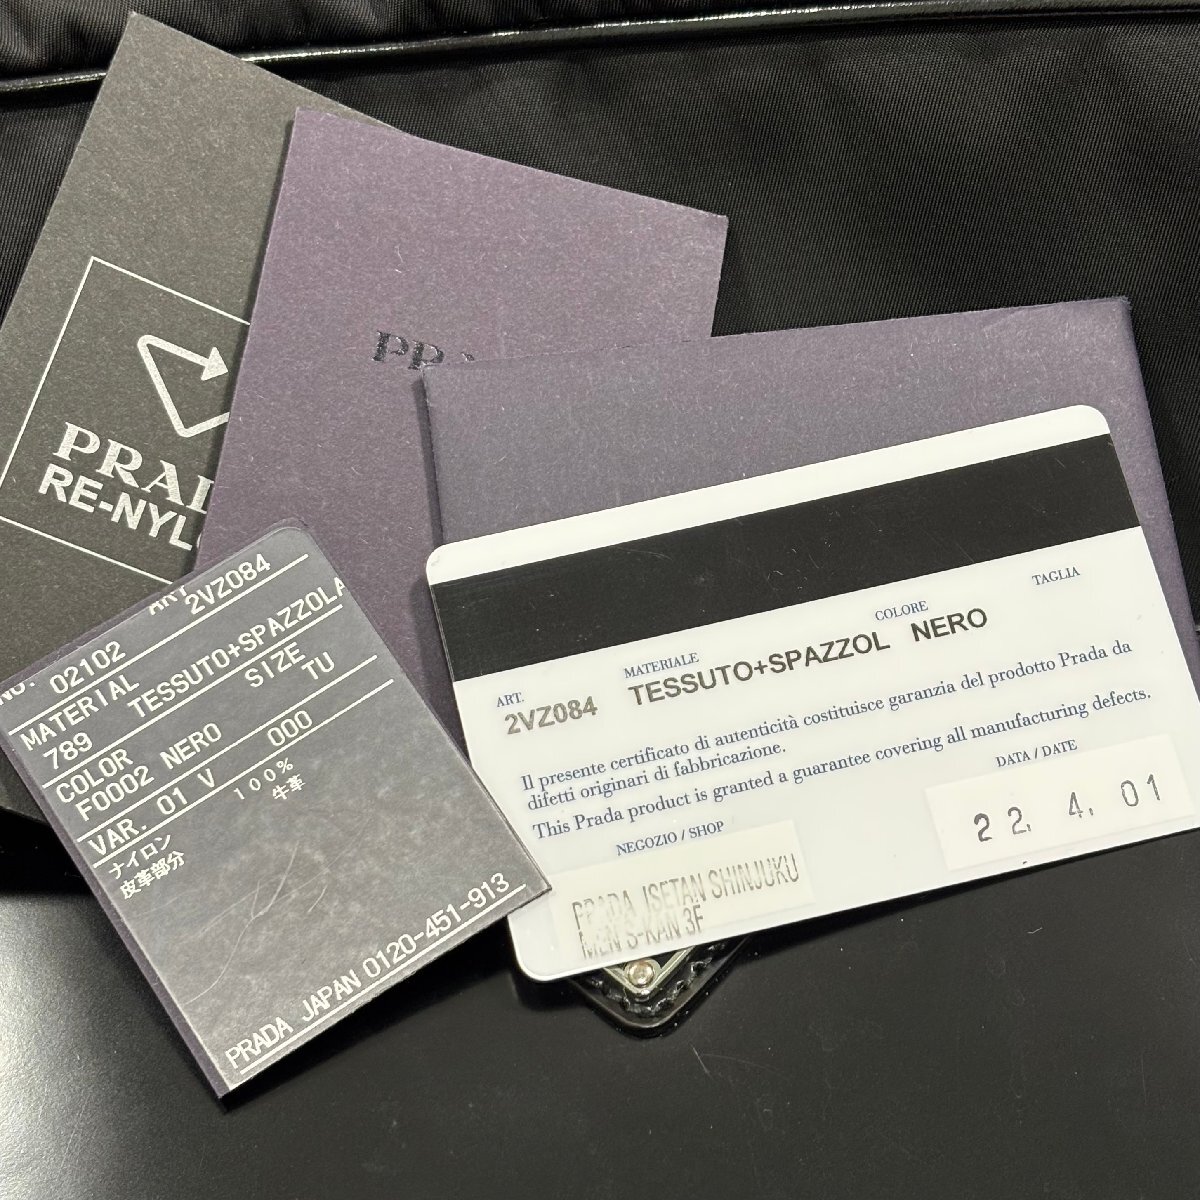 PRADA
RE-NYL
PRA
NO. 02102
ART 2VZ084
MATERIAL
789 TESSUTO+SPAZZOLA
COLOR SIZE
F0002 NERO TU
VAR. 01 V 000
ナイロン 100%
皮革部分 牛革
PRADA JAPAN 0120-451-913
ART. MATERIALE COLORE TAGLIA
2VZ084 TESSUTO+SPAZZOL NERO
Il presente certificato di autenticità costituisce garanzia del prodotto Prada da
difetti originari di fabbricazione.
This Prada product is granted a guarantee covering all manufacturing defects.
NEGOZIO / SHOP DATA / DATE
PRADA ISETAN SHINJUKU
MEN S-KAN 3F
22. 4. 01